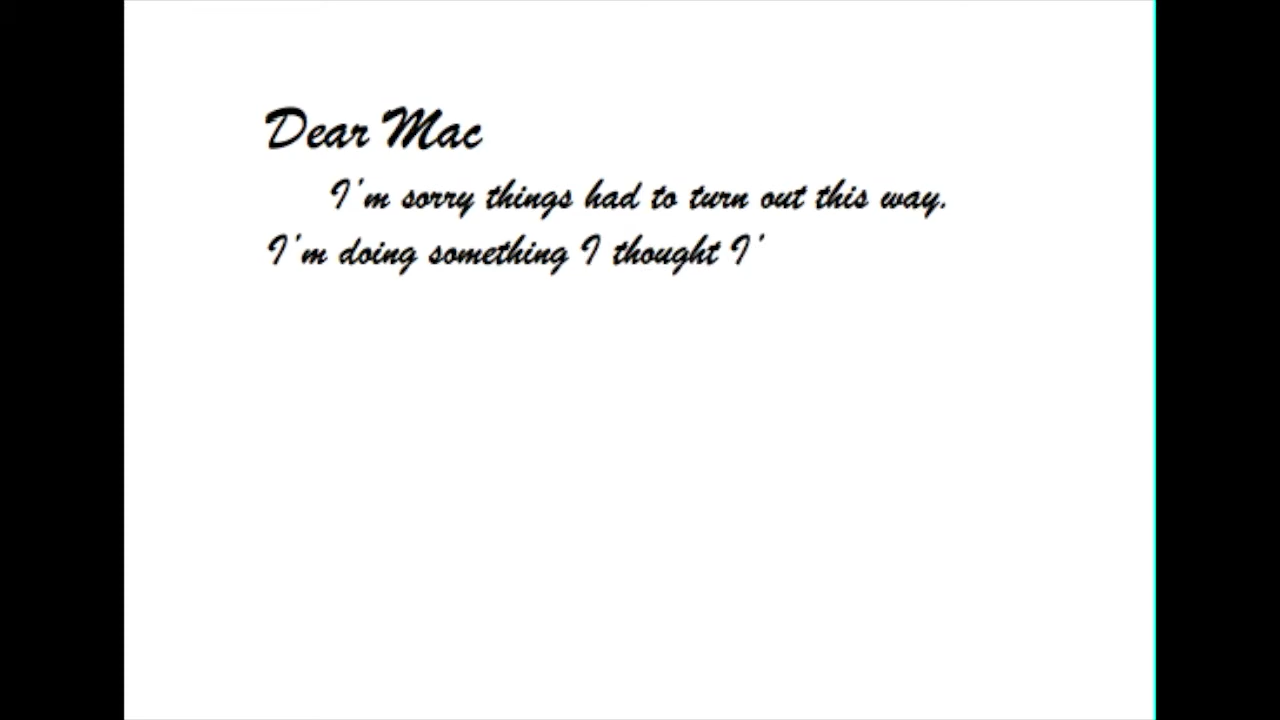 Dear Mac
I'm sorry things had to turn out this way.
I'm doing something I thought I'